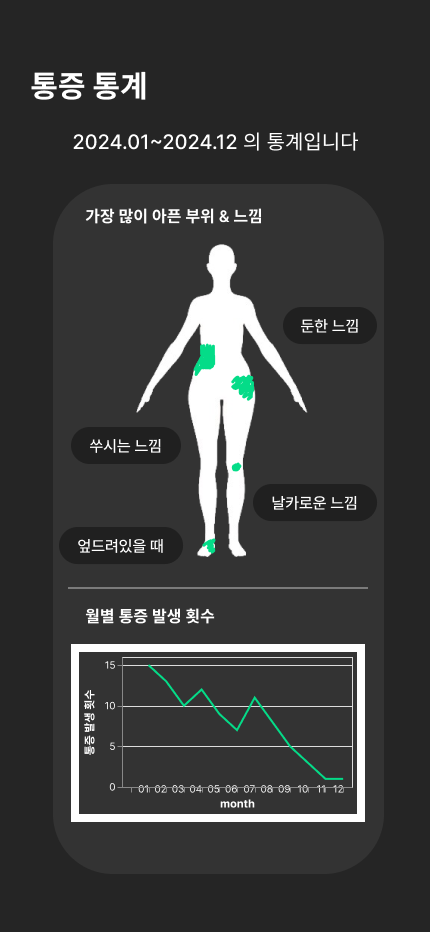 통증 통계
2024.01~2024.12 의 통계입니다
가장 많이 아픈 부위 & 느낌
둔한 느낌
쑤시는 느낌
날카로운 느낌
엎드려있을 때
월별 통증 발생 횟수
통증 발생 횟수
15
10
5
0
01 02 03 04 05 06 07 08 09 10 11 12
month